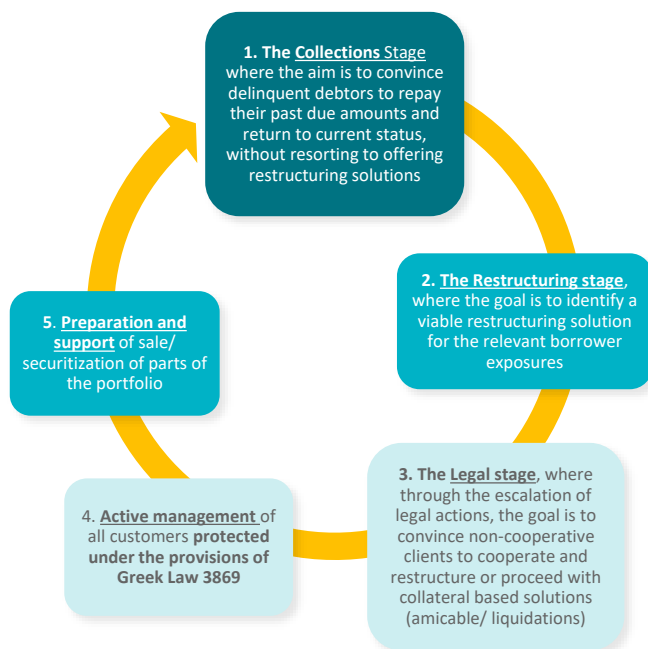 1. The Collections Stage
where the aim is to convince
delinquent debtors to repay
their past due amounts and
return to current status,
without resorting to offering
restructuring solutions
2. The Restructuring stage,
where the goal is to identify a
viable restructuring solution
for the relevant borrower
exposures
3. The Legal stage, where
through the escalation of
legal actions, the goal is to
convince non-cooperative
clients to cooperate and
restructure or proceed with
collateral based solutions
(amicable/ liquidations)
4. Active management of
all customers protected
under the provisions of
Greek Law 3869
5. Preparation and
support of sale/
securitization of parts of
the portfolio